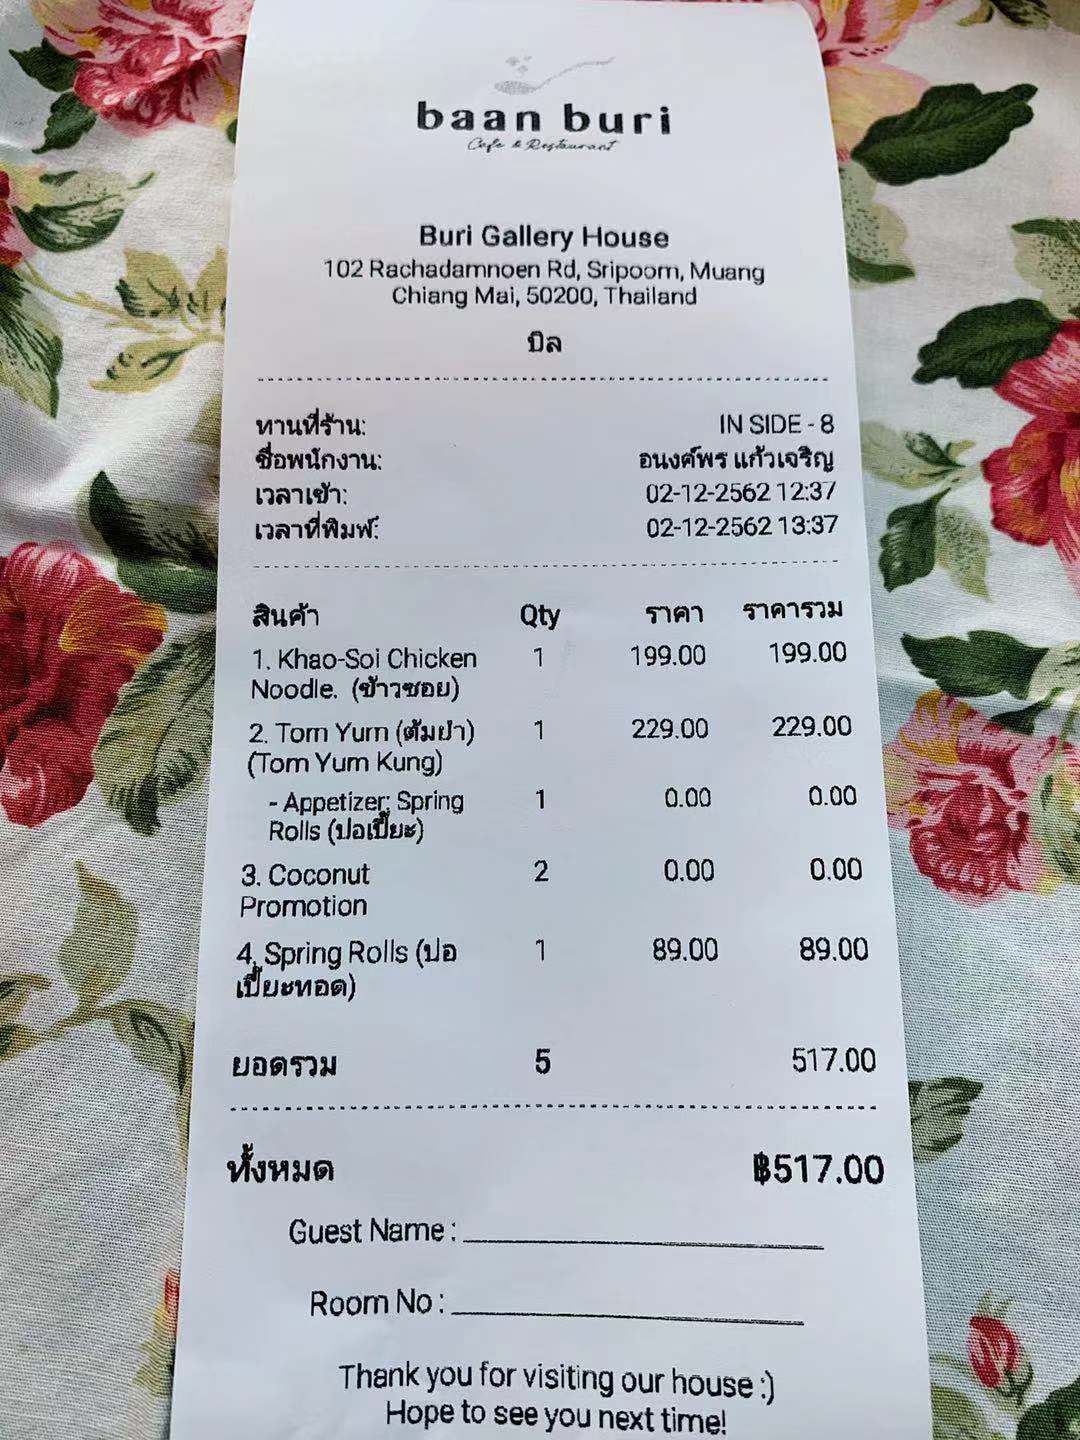 baan buri
Cafe & Restaurant
Buri Gallery House
102 Rachadamnoen Rd, Sripoom, Muang
Chiang Mai, 50200, Thailand
บิล
ทานที่ร้าน: IN SIDE - 8
ชื่อพนักงาน: อนงค์พร แก้วเจริญ
เวลาเข้า: 02-12-2562 12:37
เวลาที่พิมพ์: 02-12-2562 13:37
สินค้า Qty ราคา ราคารวม
1. Khao-Soi Chicken 1 199.00 199.00
Noodle. (ข้าวซอย)
2. Tom Yum (ต้มยำ) 1 229.00 229.00
(Tom Yum Kung)
- Appetizer: Spring 1 0.00 0.00
Rolls (ปอเปี๊ยะ)
3. Coconut 2 0.00 0.00
Promotion
4. Spring Rolls (ปอ 1 89.00 89.00
เปี๊ยะทอด)
ยอดรวม 5 517.00
ทั้งหมด ฿517.00
Guest Name :
Room No :
Thank you for visiting our house :)
Hope to see you next time!